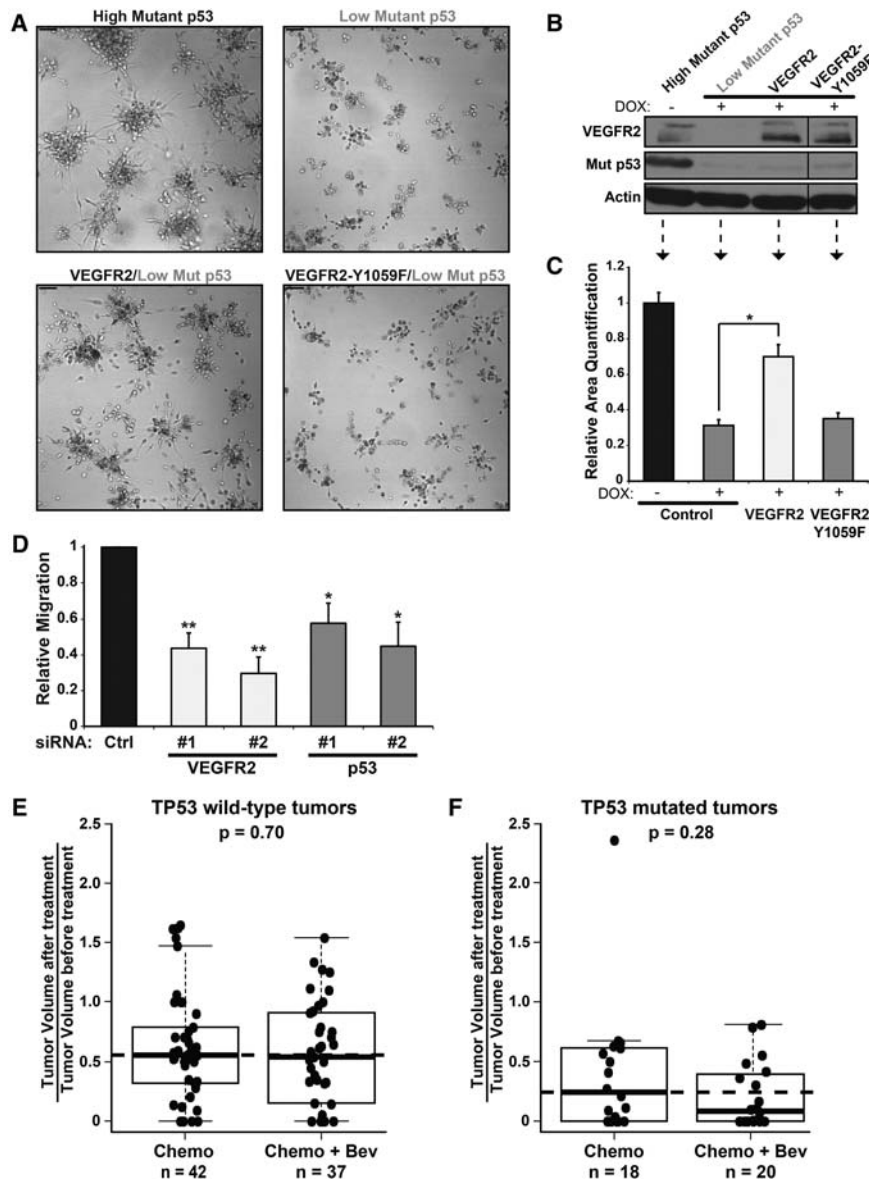 A
High Mutant p53
Low Mutant p53
VEGFR2/Low Mut p53
VEGFR2-Y1059F/Low Mut p53
B
High Mutant p53
Low Mutant p53
VEGFR2
VEGFR2-
Y1059F
DOX: - + + +
VEGFR2
Mut p53
Actin
C
Relative Area Quantification
1.2
1
0.8
0.6
0.4
0.2
0
*
DOX: - + + +
Control VEGFR2 VEGFR2
Y1059F
D
Relative Migration
1
0.8
0.6
0.4
0.2
0
** ** * *
siRNA: Ctrl #1 #2 #1 #2
VEGFR2 p53
E
TP53 wild-type tumors
p = 0.70
Tumor Volume after treatment
Tumor Volume before treatment
2.5
2.0
1.5
1.0
0.5
0
Chemo Chemo + Bev
n = 42 n = 37
F
TP53 mutated tumors
p = 0.28
Tumor Volume after treatment
Tumor Volume before treatment
2.5
2.0
1.5
1.0
0.5
0
Chemo Chemo + Bev
n = 18 n = 20